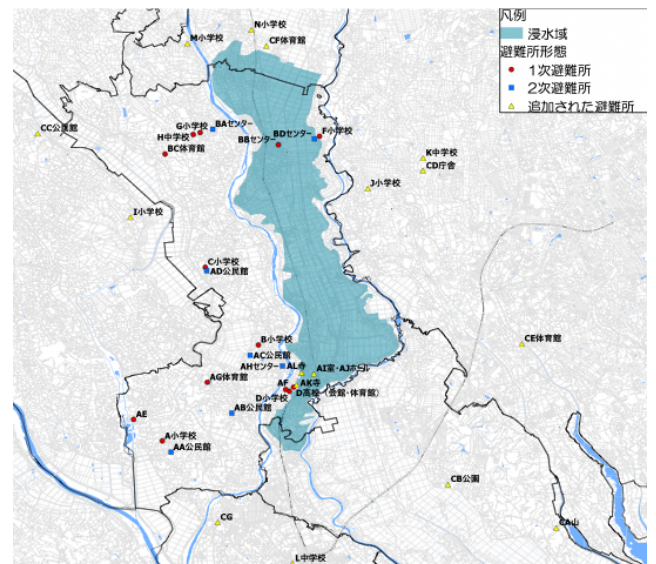 凡例
浸水域
避難所形態
1次避難所
2次避難所
追加された避難所
N小学校
M小学校
CF体育館
CC公園館
G小学校
BAセンター
H中学校
BC体育館
BDセンター
F小学校
BBセンター
K中学校
CD庁舎
J小学校
I小学校
C小学校
AD公民館
B小学校
AC公民館
CE体育館
AHセンター
AL寺
AI室・AJホール
AG体育館
AF
AK寺
D小学校
D高校（会館・体育館）
AB公民館
AE
A小学校
AA公民館
CB公園
CG
CA山
L中学校